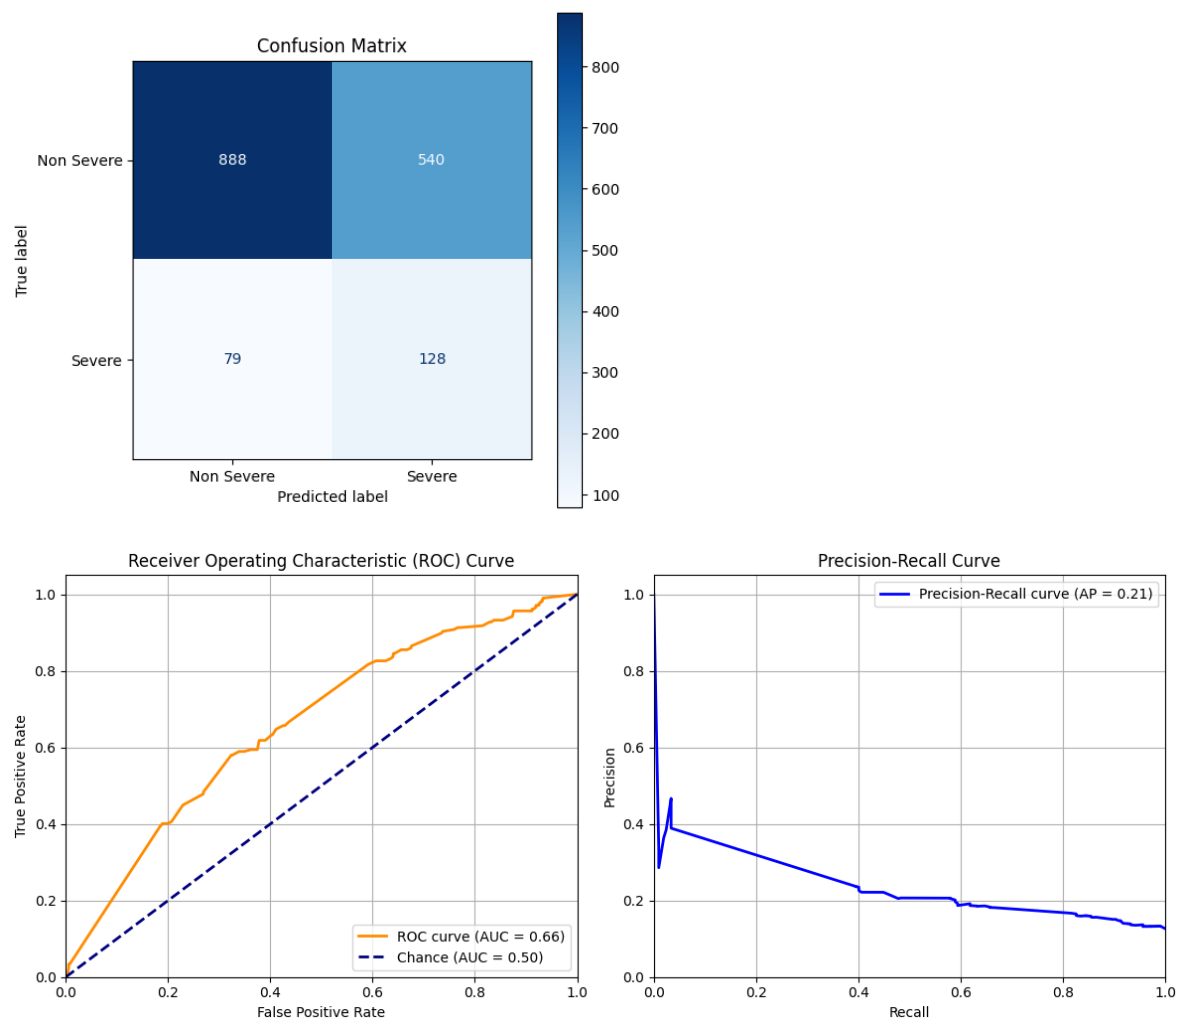 Confusion Matrix
Non Severe
888
540
Severe
79
128
True label
Non Severe
Severe
Predicted label
800
700
600
500
400
300
200
100
Receiver Operating Characteristic (ROC) Curve
1.0
0.8
0.6
0.4
0.2
0.0
True Positive Rate
ROC curve (AUC = 0.66)
Chance (AUC = 0.50)
0.0 0.2 0.4 0.6 0.8 1.0
False Positive Rate
Precision-Recall Curve
Precision-Recall curve (AP = 0.21)
1.0
0.8
0.6
0.4
0.2
0.0
Precision
0.0 0.2 0.4 0.6 0.8 1.0
Recall